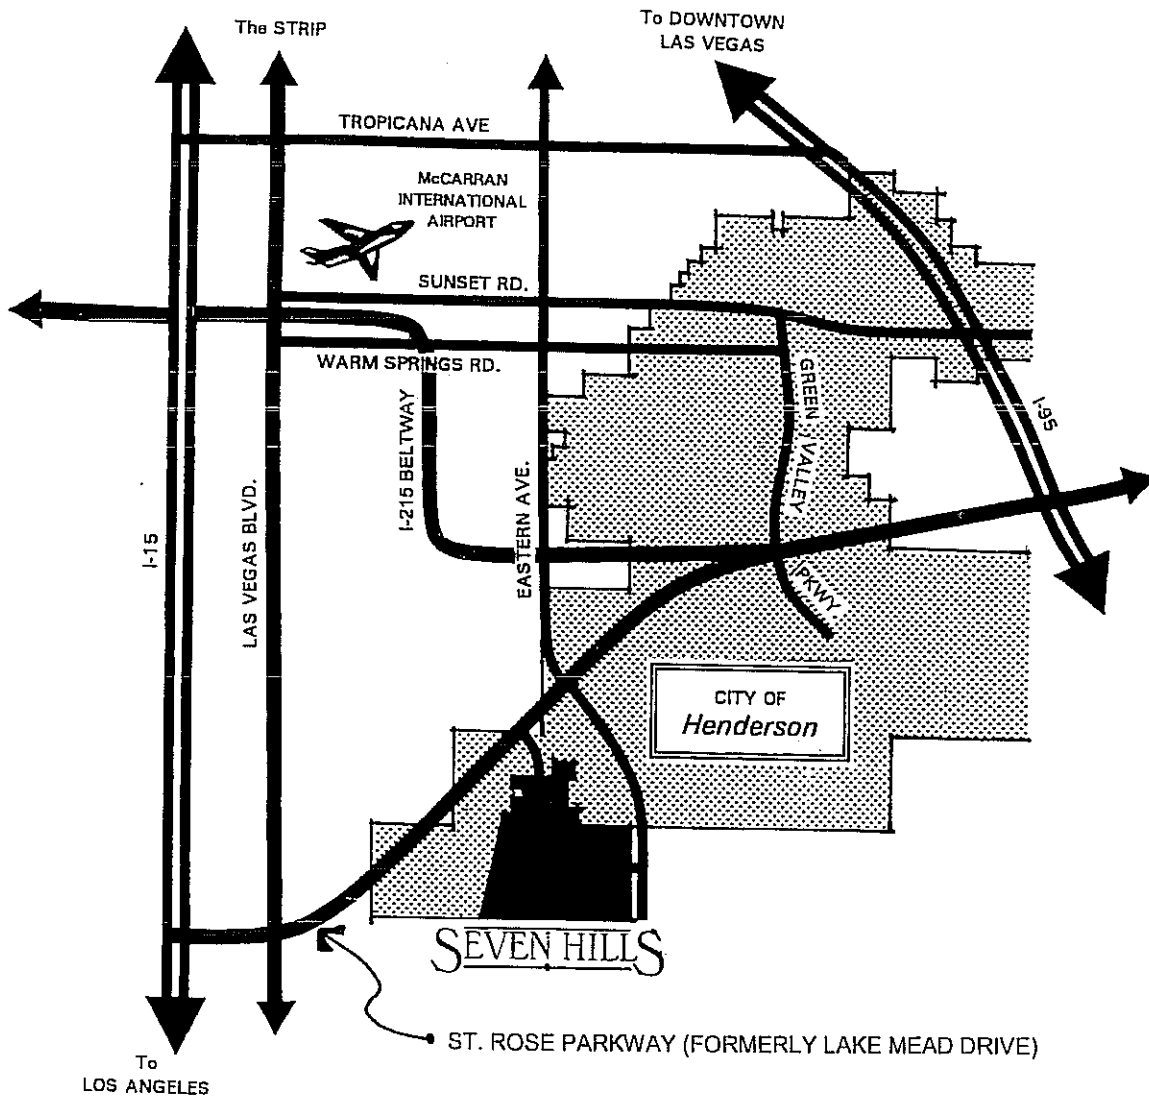 The STRIP
To DOWNTOWN
LAS VEGAS
TROPICANA AVE
McCARRAN
INTERNATIONAL
AIRPORT
SUNSET RD.
WARM SPRINGS RD.
GREEN VALLEY
PKWY
I-95
I-215 BELTWAY
EASTERN AVE.
I-15
LAS VEGAS BLVD.
CITY OF
Henderson
SEVEN HILLS
ST. ROSE PARKWAY (FORMERLY LAKE MEAD DRIVE)
To
LOS ANGELES